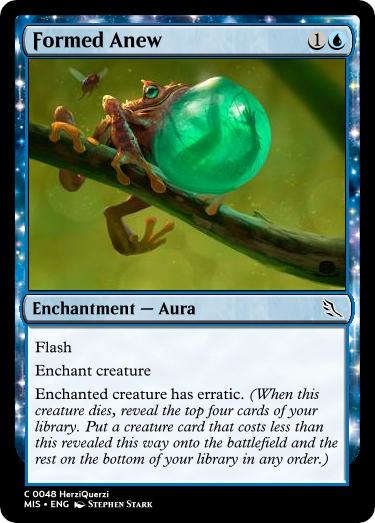 Formed Anew 1
Enchantment — Aura
Flash
Enchant creature
Enchanted creature has erratic. (When this
creature dies, reveal the top four cards of your
library. Put a creature card that costs less than
this revealed this way onto the battlefield and the
rest on the bottom of your library in any order.)
C 0048 HerziQuerzi
MIS • ENG Stephen Stark